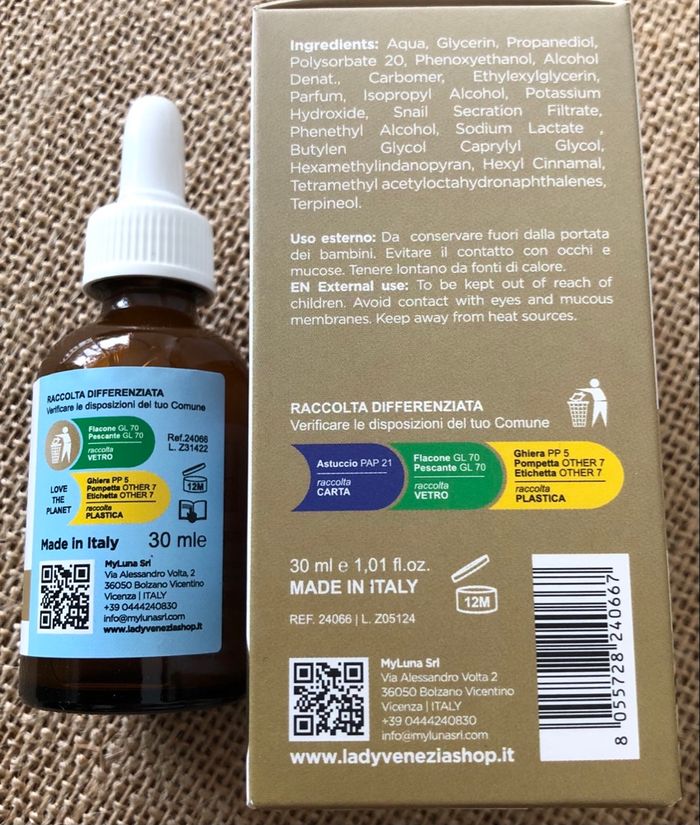 RACCOLTA DIFFERENZIATA
Verificare le disposizioni del tuo Comune
Flacone GL 70
Pescante GL 70
raccolta
VETRO
Ref.24066
L. Z31422
LOVE
THE
PLANET
Ghiera PP 5
Pompetta OTHER 7
Etichetta OTHER 7
raccolta
PLASTICA
12M
Made in Italy
30 ml e
MyLuna Srl
Via Alessandro Volta, 2
36050 Bolzano Vicentino
Vicenza | ITALY
+39 0444240830
info@mylunasrl.com
www.ladyveneziashop.it
Ingredients: Aqua, Glycerin, Propanediol,
Polysorbate 20, Phenoxyethanol, Alcohol
Denat., Carbomer, Ethylexylglycerin,
Parfum, Isopropyl Alcohol, Potassium
Hydroxide, Snail Secration Filtrate,
Phenethyl Alcohol, Sodium Lactate ,
Butylen Glycol Caprylyl Glycol,
Hexamethylindanopyran, Hexyl Cinnamal,
Tetramethyl acetyloctahydronaphthalenes,
Terpineol.
Uso esterno: Da conservare fuori dalla portata
dei bambini. Evitare il contatto con occhi e
mucose. Tenere lontano da fonti di calore.
EN External use: To be kept out of reach of
children. Avoid contact with eyes and mucous
membranes. Keep away from heat sources.
RACCOLTA DIFFERENZIATA
Verificare le disposizioni del tuo Comune
Astuccio PAP 21
raccolta
CARTA
Flacone GL 70
Pescante GL 70
raccolta
VETRO
Ghiera PP 5
Pompetta OTHER 7
Etichetta OTHER 7
raccolta
PLASTICA
30 ml e 1,01 fl.oz.
MADE IN ITALY
12M
REF. 24066 | L. Z05124
MyLuna Srl
Via Alessandro Volta 2
36050 Bolzano Vicentino
Vicenza | ITALY
+39 0444240830
info@mylunasrl.com
www.ladyveneziashop.it
8 055728 240667